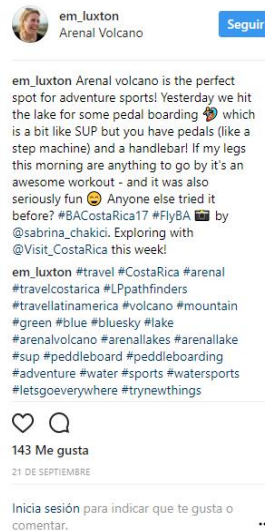 em_luxton
Arenal Volcano
Seguir
em_luxton Arenal volcano is the perfect
spot for adventure sports! Yesterday we hit
the lake for some pedal boarding 🏄 which
is a bit like SUP but you have pedals (like a
step machine) and a handlebar! If my legs
this morning are anything to go by it's an
awesome workout - and it was also
seriously fun 😄 Anyone else tried it
before? #BACostaRica17 #FlyBA 📸 by
@sabrina_chakici. Exploring with
@Visit_CostaRica this week!
em_luxton #travel #CostaRica #arenal
#travelcostarica #LPpathfinders
#travellatinamerica #volcano #mountain
#green #blue #bluesky #lake
#arenalvolcano #arenallakes #arenallake
#sup #peddleboard #peddleboarding
#adventure #water #sports #watersports
#letsgoeverywhere #trynewthings
143 Me gusta
21 DE SEPTIEMBRE
Inicia sesión para indicar que te gusta o
comentar.